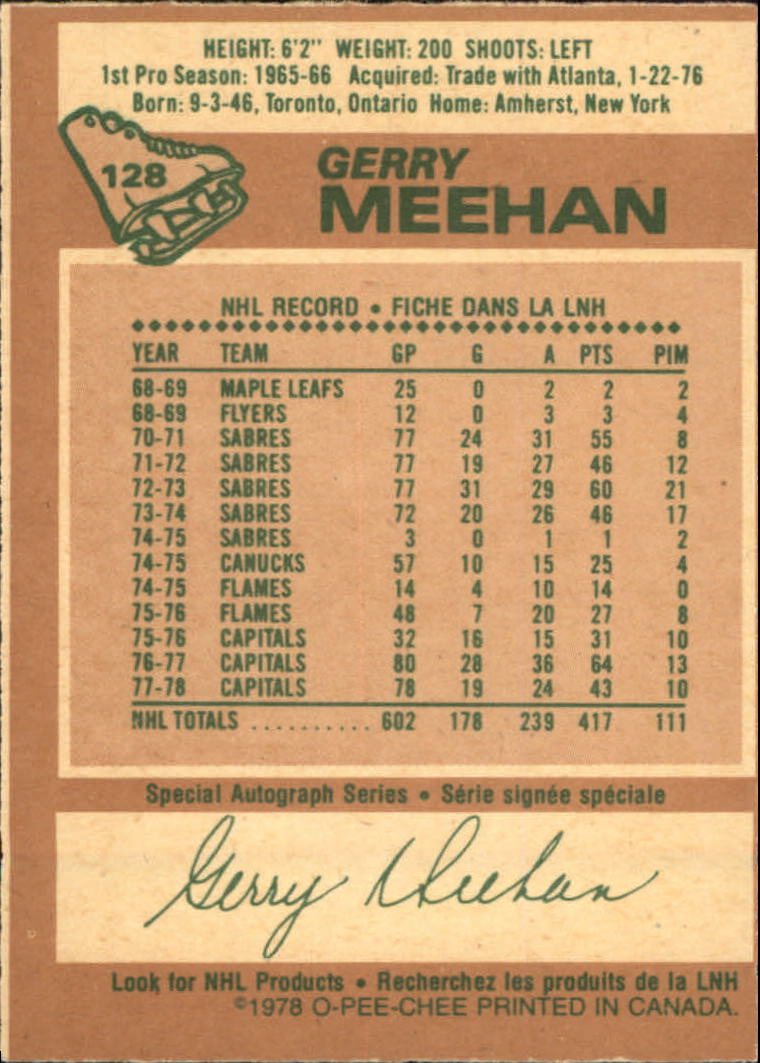 HEIGHT: 6'2" WEIGHT: 200 SHOOTS: LEFT
1st Pro Season: 1965-66 Acquired: Trade with Atlanta, 1-22-76
Born: 9-3-46, Toronto, Ontario Home: Amherst, New York
128
GERRY
MEEHAN
NHL RECORD • FICHE DANS LA LNH
YEAR TEAM GP G A PTS PIM
68-69 MAPLE LEAFS 25 0 2 2 2
68-69 FLYERS 12 0 3 3 4
70-71 SABRES 77 24 31 55 8
71-72 SABRES 77 19 27 46 12
72-73 SABRES 77 31 29 60 21
73-74 SABRES 72 20 26 46 17
74-75 SABRES 3 0 1 1 2
74-75 CANUCKS 57 10 15 25 4
74-75 FLAMES 14 4 10 14 0
75-76 FLAMES 48 7 20 27 8
75-76 CAPITALS 32 16 15 31 10
76-77 CAPITALS 80 28 36 64 13
77-78 CAPITALS 78 19 24 43 10
NHL TOTALS .......... 602 178 239 417 111
Special Autograph Series • Série signée spéciale
Gerry Meehan
Look for NHL Products • Recherchez les produits de la LNH
©1978 O-PEE-CHEE PRINTED IN CANADA.